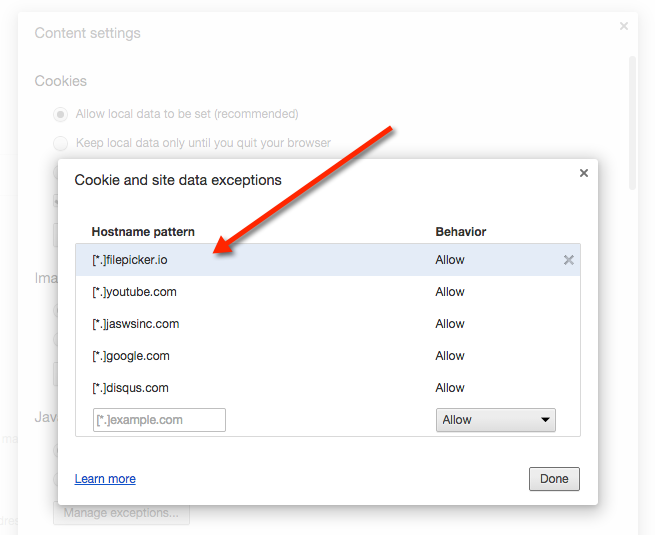 Content settings
Cookies
Allow local data to be set (recommended)
Keep local data only until you quit your browser
Cookie and site data exceptions
Hostname pattern Behavior
[*.]filepicker.io Allow
[*.]youtube.com Allow
[*.]jaswsinc.com Allow
[*.]google.com Allow
[*.]disqus.com Allow
[*.]example.com Allow
Learn more Done
Manage exceptions...